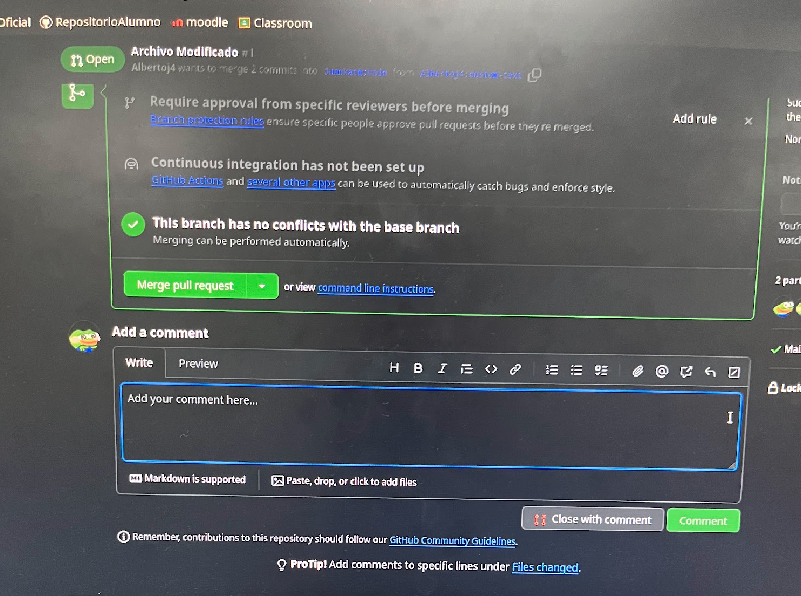 Oficial RepositorioAlumno moodle Classroom
Open
Archivo Modificado #1
Albertoj4 wants to merge 2 commits into from
Require approval from specific reviewers before merging
Branch protection rules ensure specific people approve pull requests before they're merged.
Add rule
Continuous integration has not been set up
GitHub Actions and several other apps can be used to automatically catch bugs and enforce style.
This branch has no conflicts with the base branch
Merging can be performed automatically.
Merge pull request
or view command line instructions.
Add a comment
Write Preview
H B I
Add your comment here...
Markdown is supported
Paste, drop, or click to add files
Close with comment
Comment
Remember, contributions to this repository should follow our GitHub Community Guidelines.
ProTip! Add comments to specific lines under Files changed.
Suc
the
Non
Not
You're
watc
2 part
Mai
Lock